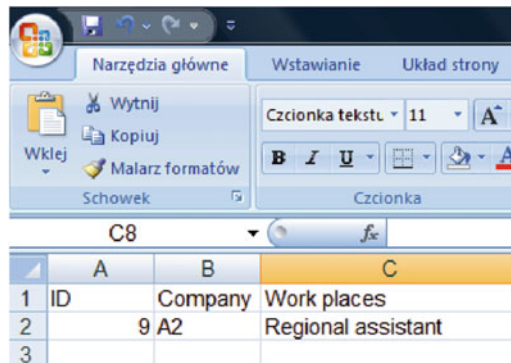 Narzędzia główne Wstawianie Układ strony
Wytnij
Kopiuj
Malarz formatów
Wklej
Schowek
Czcionka tekstu 11 A
B I U A
Czcionka
C8 fx
A B C
1 ID Company Work places
2 9 A2 Regional assistant
3